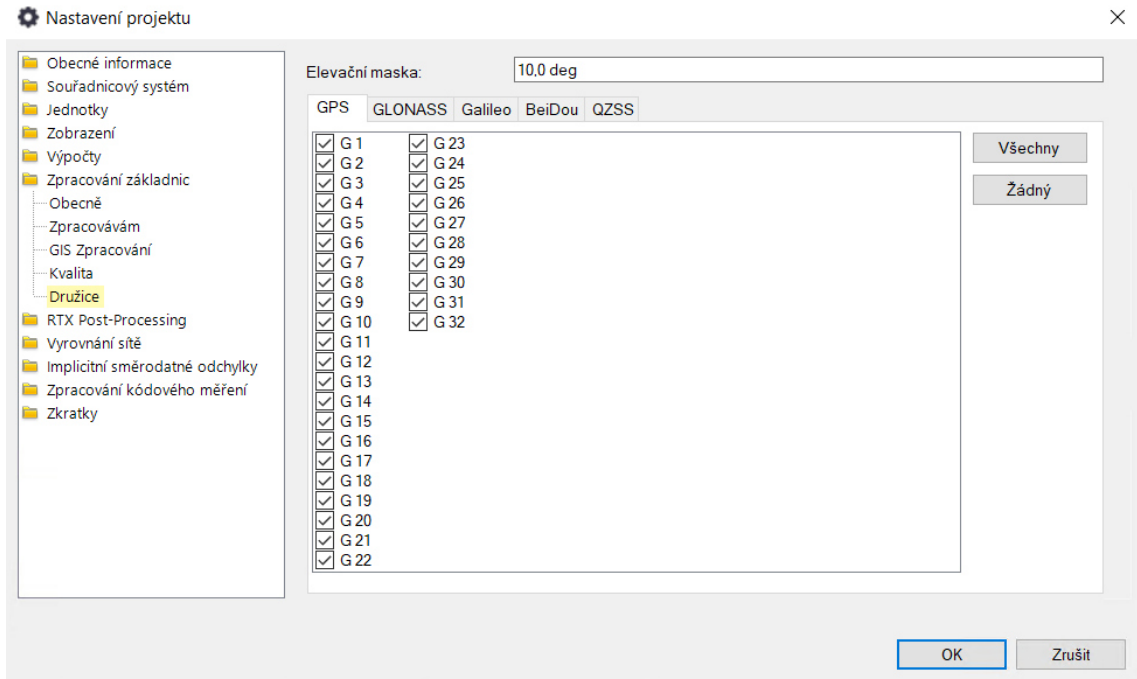 Nastavení projektu
Obecné informace
Souřadnicový systém
Jednotky
Zobrazení
Výpočty
Zpracování základnic
Obecně
Zpracovávám
GIS Zpracování
Kvalita
Družice
RTX Post-Processing
Vyrovnání sítě
Implicitní směrodatné odchylky
Zpracování kódového měření
Zkratky
Elevační maska: 10,0 deg
GPS GLONASS Galileo BeiDou QZSS
G 1
G 2
G 3
G 4
G 5
G 6
G 7
G 8
G 9
G 10
G 11
G 12
G 13
G 14
G 15
G 16
G 17
G 18
G 19
G 20
G 21
G 22
G 23
G 24
G 25
G 26
G 27
G 28
G 29
G 30
G 31
G 32
Všechny
Žádný
OK Zrušit